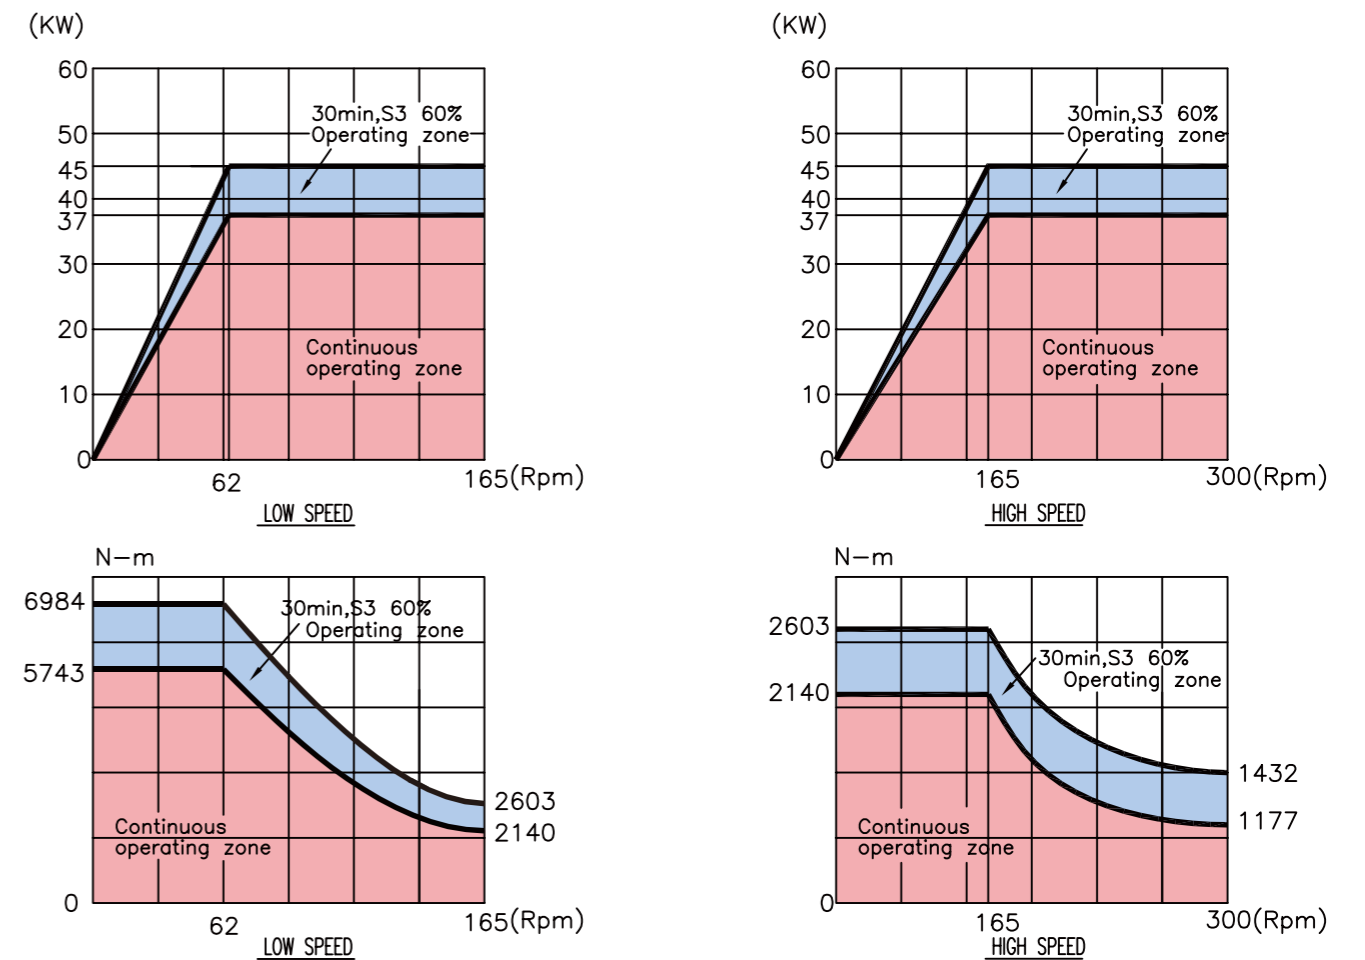 (KW)
60
50
45
40
37
30
20
10
0
30min,S3 60%
Operating zone
Continuous
operating zone
62
165(Rpm)
LOW SPEED
(KW)
60
50
45
40
37
30
20
10
0
30min,S3 60%
Operating zone
Continuous
operating zone
165
300(Rpm)
HIGH SPEED
N-m
6984
5743
0
30min,S3 60%
Operating zone
Continuous
operating zone
2603
2140
62
165(Rpm)
LOW SPEED
N-m
2603
2140
0
30min,S3 60%
Operating zone
Continuous
operating zone
1432
1177
165
300(Rpm)
HIGH SPEED